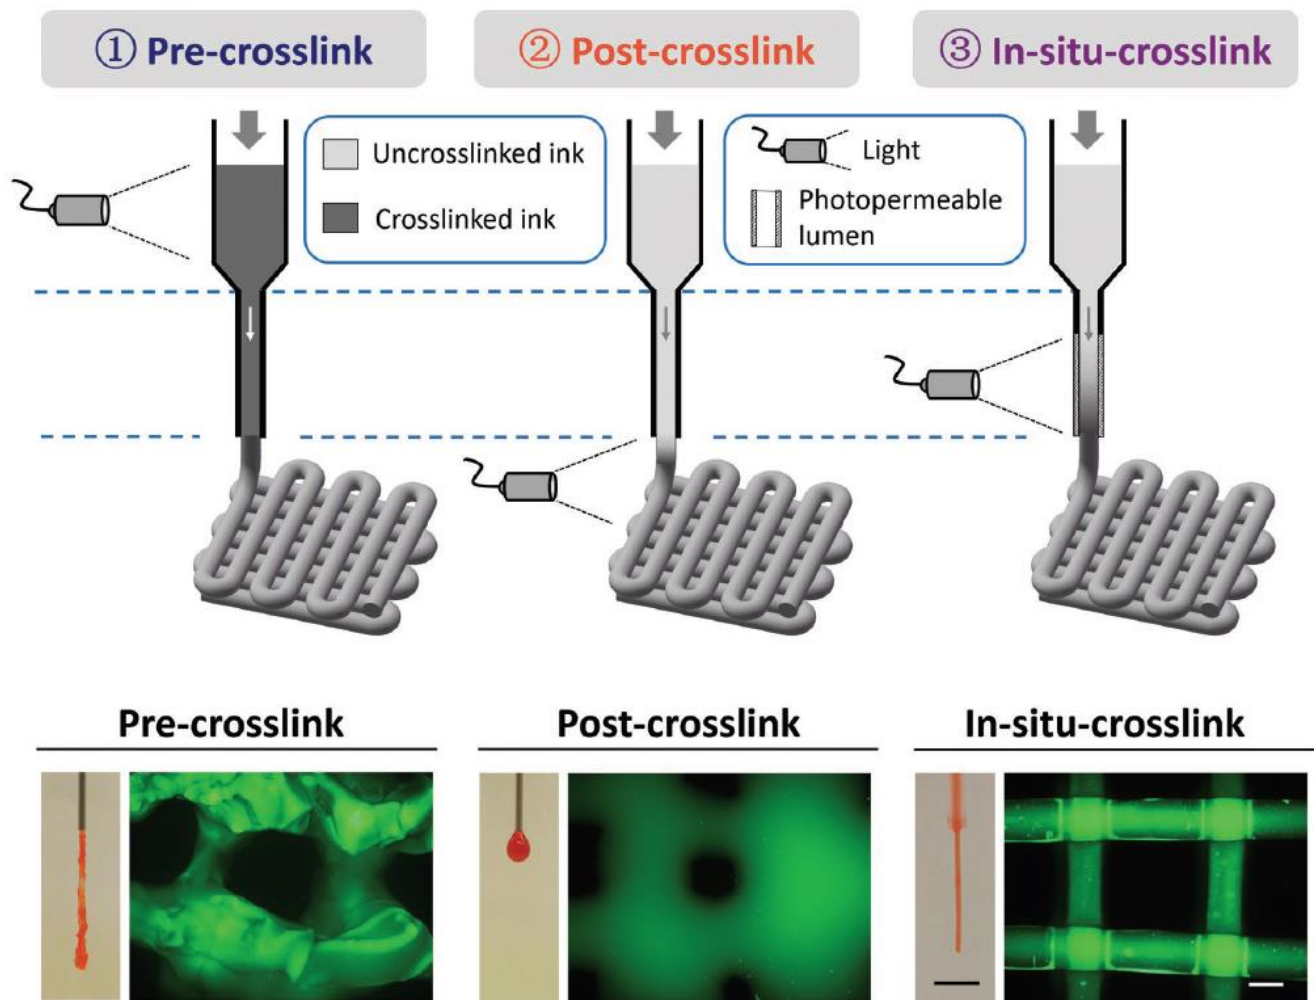 ① Pre-crosslink
② Post-crosslink
③ In-situ-crosslink
Uncrosslinked ink
Crosslinked ink
Light
Photopermeable
lumen
Pre-crosslink
Post-crosslink
In-situ-crosslink